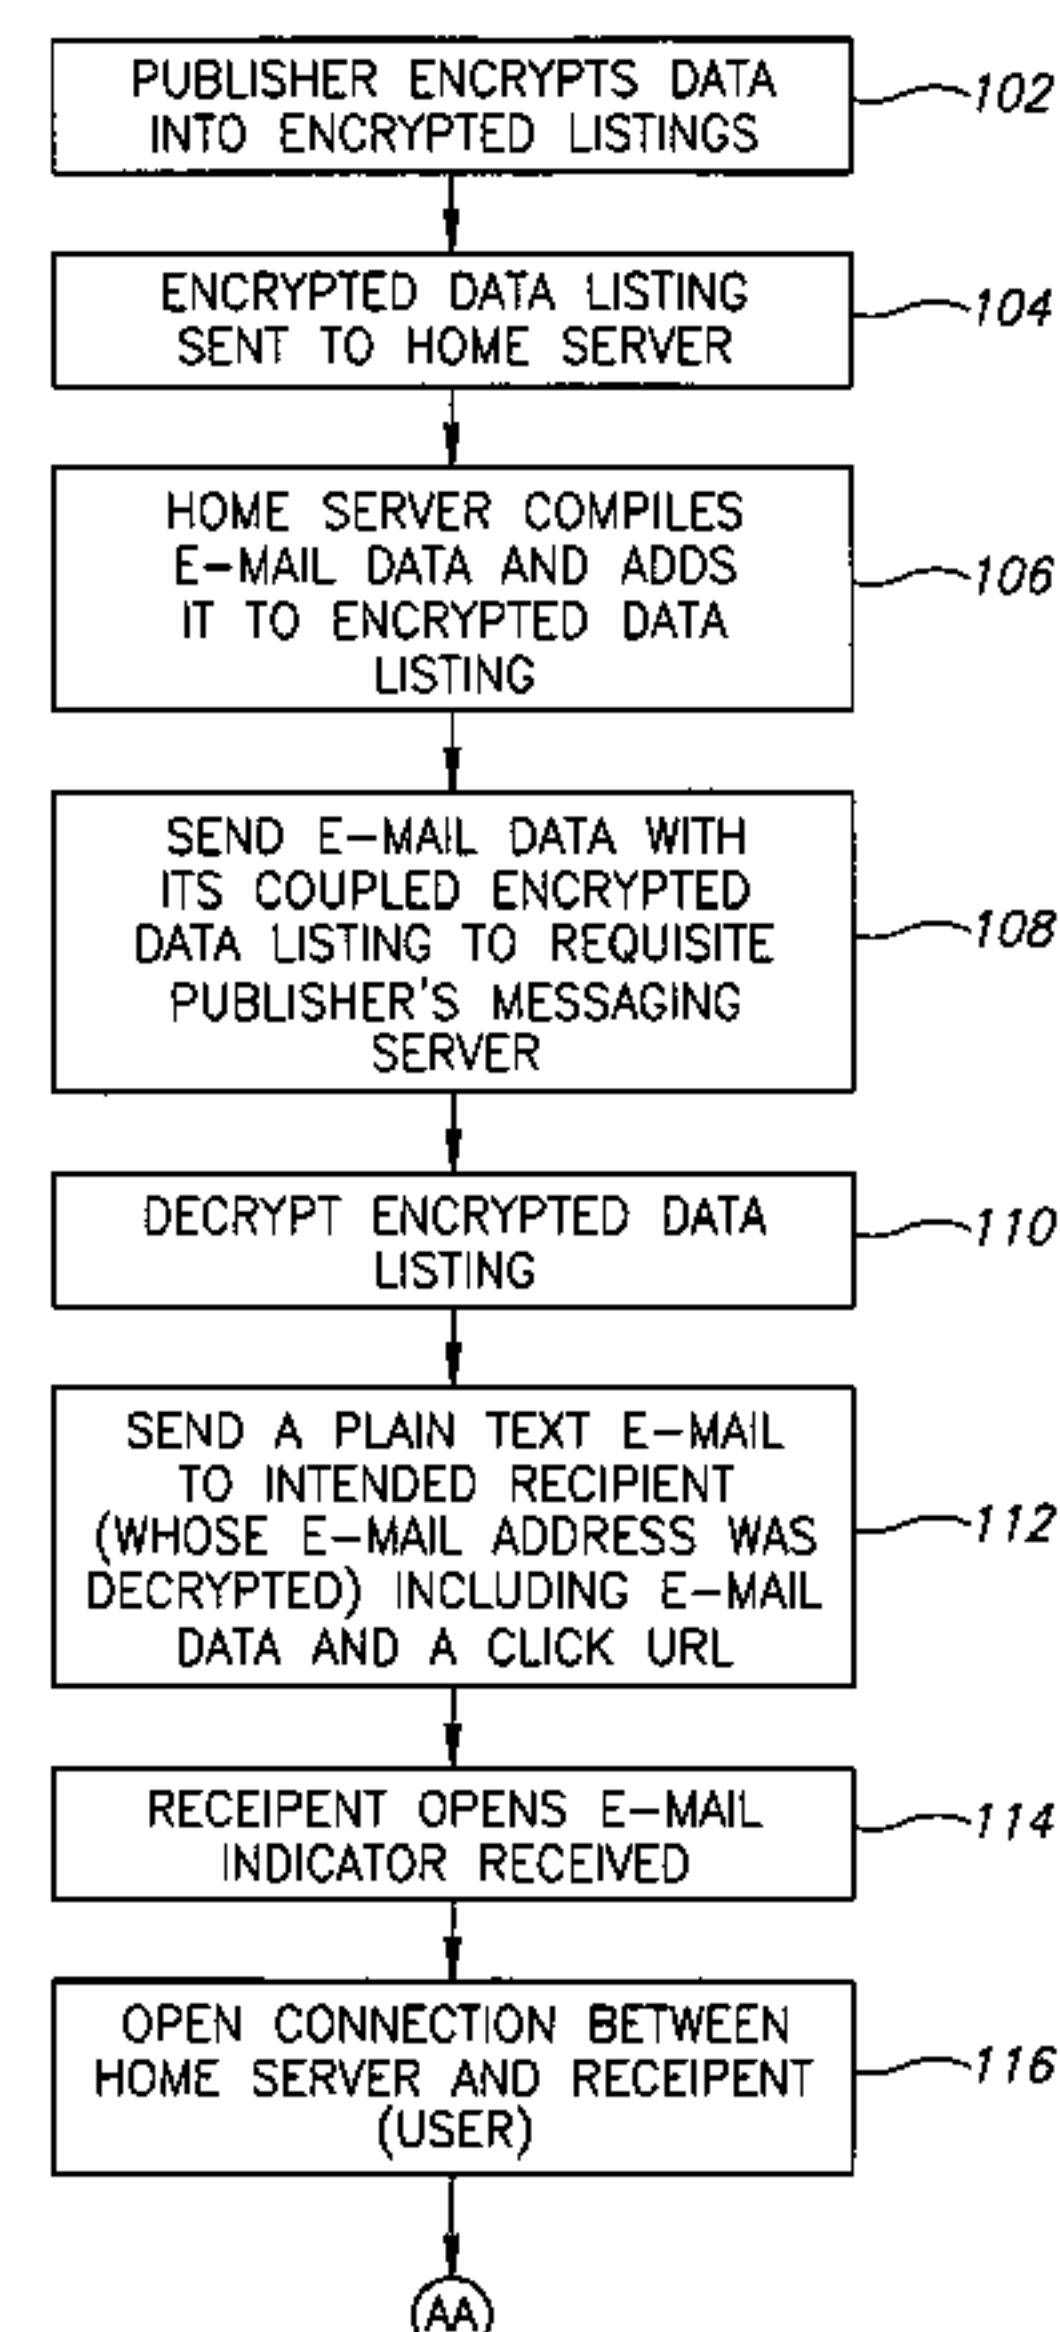 PUBLISHER ENCRYPTS DATA
INTO ENCRYPTED LISTINGS
102
ENCRYPTED DATA LISTING
SENT TO HOME SERVER
104
HOME SERVER COMPILES
E-MAIL DATA AND ADDS
IT TO ENCRYPTED DATA
LISTING
106
SEND E-MAIL DATA WITH
ITS COUPLED ENCRYPTED
DATA LISTING TO REQUISITE
PUBLISHER'S MESSAGING
SERVER
108
DECRYPT ENCRYPTED DATA
LISTING
110
SEND A PLAIN TEXT E-MAIL
TO INTENDED RECIPIENT
(WHOSE E-MAIL ADDRESS WAS
DECRYPTED) INCLUDING E-MAIL
DATA AND A CLICK URL
112
RECEIPENT OPENS E-MAIL
INDICATOR RECEIVED
114
OPEN CONNECTION BETWEEN
HOME SERVER AND RECEIPENT
(USER)
116
AA